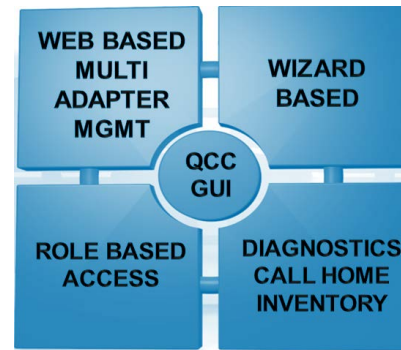 WEB BASED
MULTI
ADAPTER
MGMT
WIZARD
BASED
QCC
GUI
ROLE BASED
ACCESS
DIAGNOSTICS
CALL HOME
INVENTORY